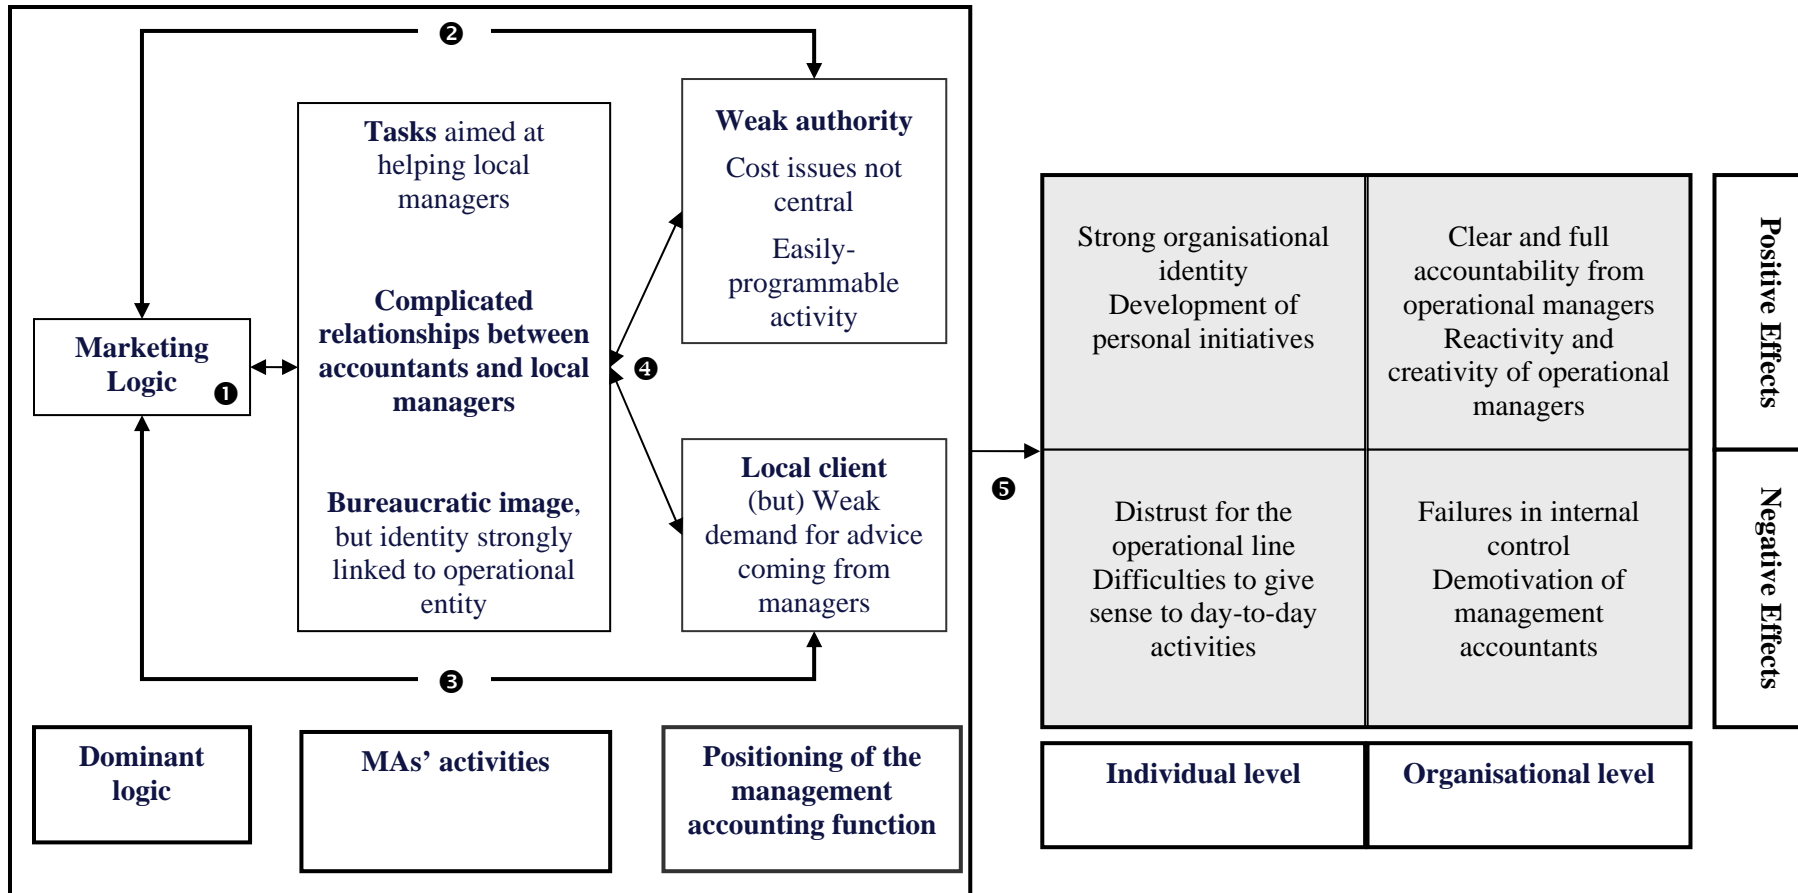 ❷
Tasks aimed at
helping local
managers
Complicated
relationships between
accountants and local
managers
Bureaucratic image,
but identity strongly
linked to operational
entity
Weak authority
Cost issues not
central
Easily-
programmable
activity
Marketing
Logic
❶
❹
Local client
(but) Weak
demand for advice
coming from
managers
❸
Dominant
logic
MAs’ activities
Positioning of the
management
accounting function
❺
Strong organisational
identity
Development of
personal initiatives
Clear and full
accountability from
operational managers
Reactivity and
creativity of operational
managers
Positive Effects
Distrust for the
operational line
Difficulties to give
sense to day-to-day
activities
Failures in internal
control
Demotivation of
management
accountants
Negative Effects
Individual level
Organisational level